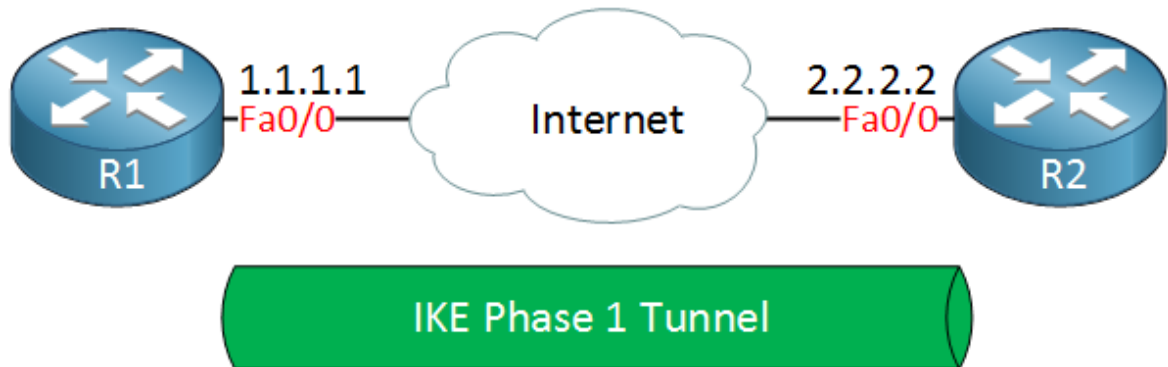 1.1.1.1
2.2.2.2
Fa0/0
Internet
Fa0/0
R1
R2
IKE Phase 1 Tunnel